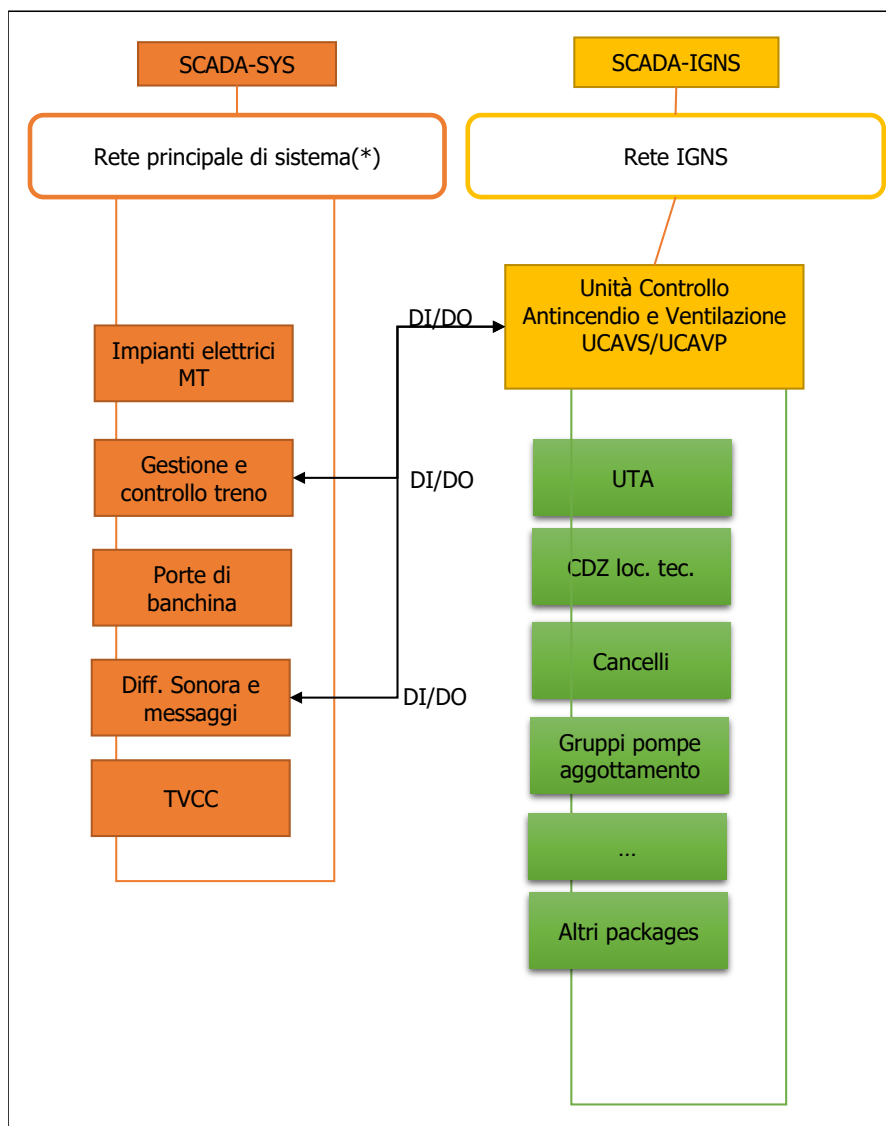 SCADA-SYS
SCADA-IGNS
Rete principale di sistema(*)
Rete IGNS
Unità Controllo
Antincendio e Ventilazione
UCAVS/UCAVP
DI/DO
Impianti elettrici
MT
Gestione e
controllo treno
DI/DO
UTA
Porte di
banchina
CDZ loc. tec.
Cancelli
Diff. Sonora e
messaggi
DI/DO
Gruppi pompe
aggottamento
TVCC
...
Altri packages